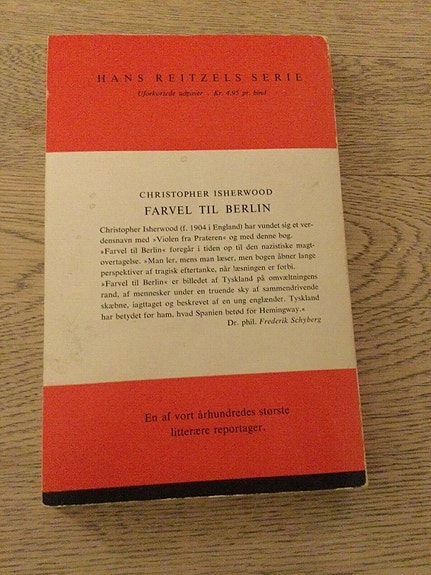 HANS REITZELS SERIE
Uforkortede udgaver . Kr. 4,95 pr. bind
CHRISTOPHER ISHERWOOD
FARVEL TIL BERLIN
Christopher Isherwood (f. 1904 i England) har vundet sig et ver-
densnavn med »Violen fra Prateren« og med denne bog.
»Farvel til Berlin« foregår i tiden op til den nazistiske magt-
overtagelse. »Man ler, mens man læser, men bogen åbner lange
perspektiver af tragisk eftertanke, når læsningen er forbi.
»Farvel til Berlin« er billedet af Tyskland på omvæltningens
rand, af mennesker under en truende sky af sammendrivende
skæbne, iagttaget og beskrevet af en ung englænder. Tyskland
har betydet for ham, hvad Spanien betød for Hemingway.«
Dr. phil. Frederik Schyberg
En af vort århundredes største
litterære reportager.